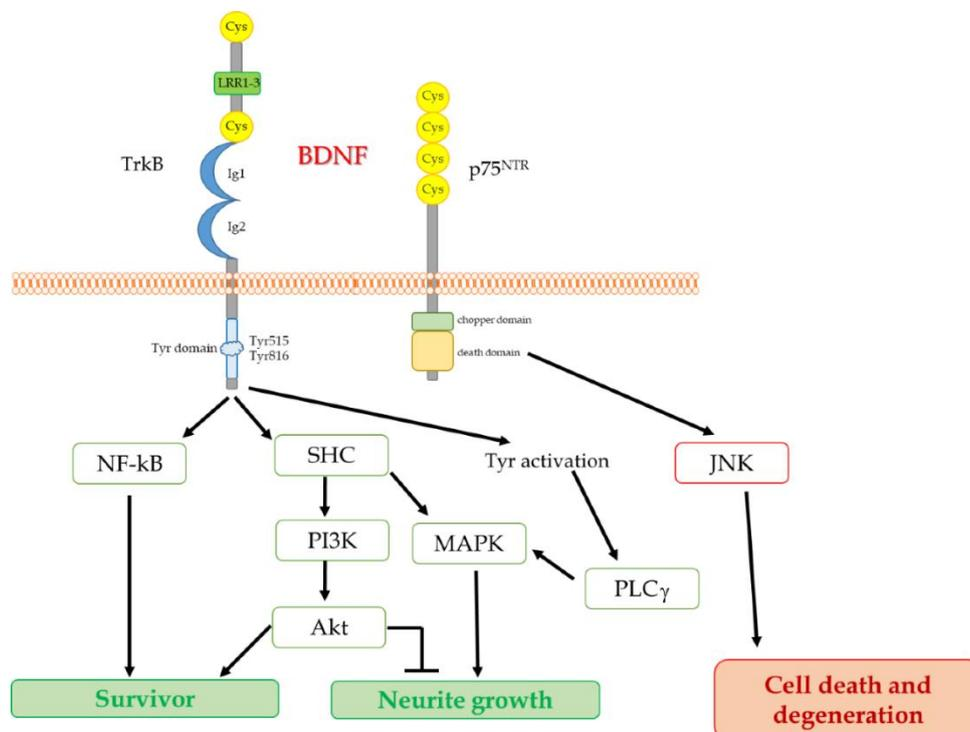 Cys
LRR1-3
Cys
TrkB
Ig1
Ig2
BDNF
Cys
Cys
Cys
Cys
p75NTR
Tyr domain
Tyr515
Tyr816
chopper domain
death domain
NF-kB
SHC
Tyr activation
JNK
PI3K
MAPK
PLCγ
Akt
Survivor
Neurite growth
Cell death and
degeneration